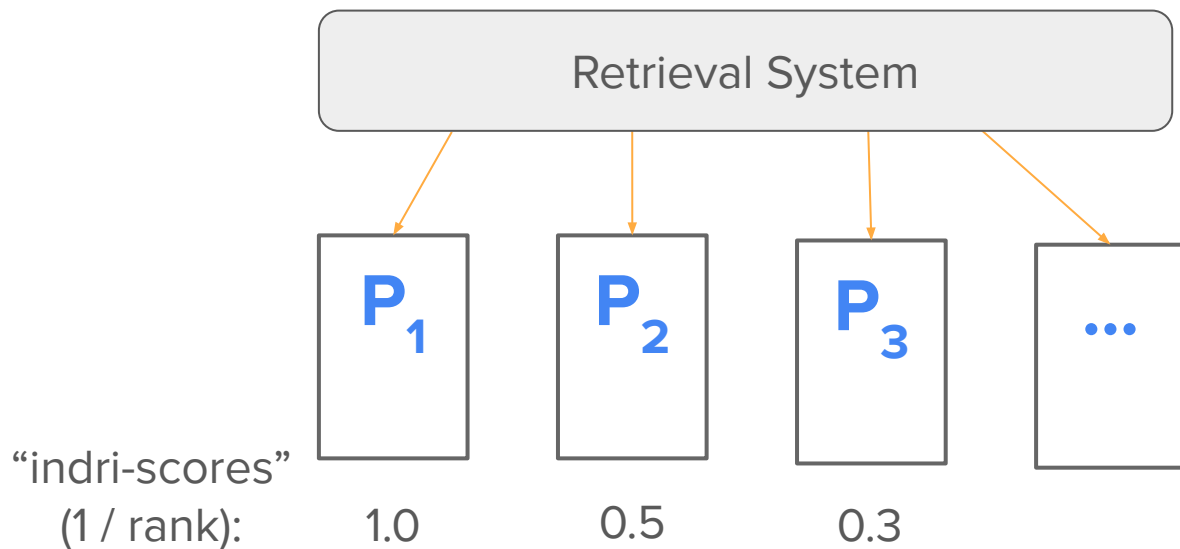 Retrieval System
P1
P2
P3
...
“indri-scores”
(1 / rank):
1.0
0.5
0.3